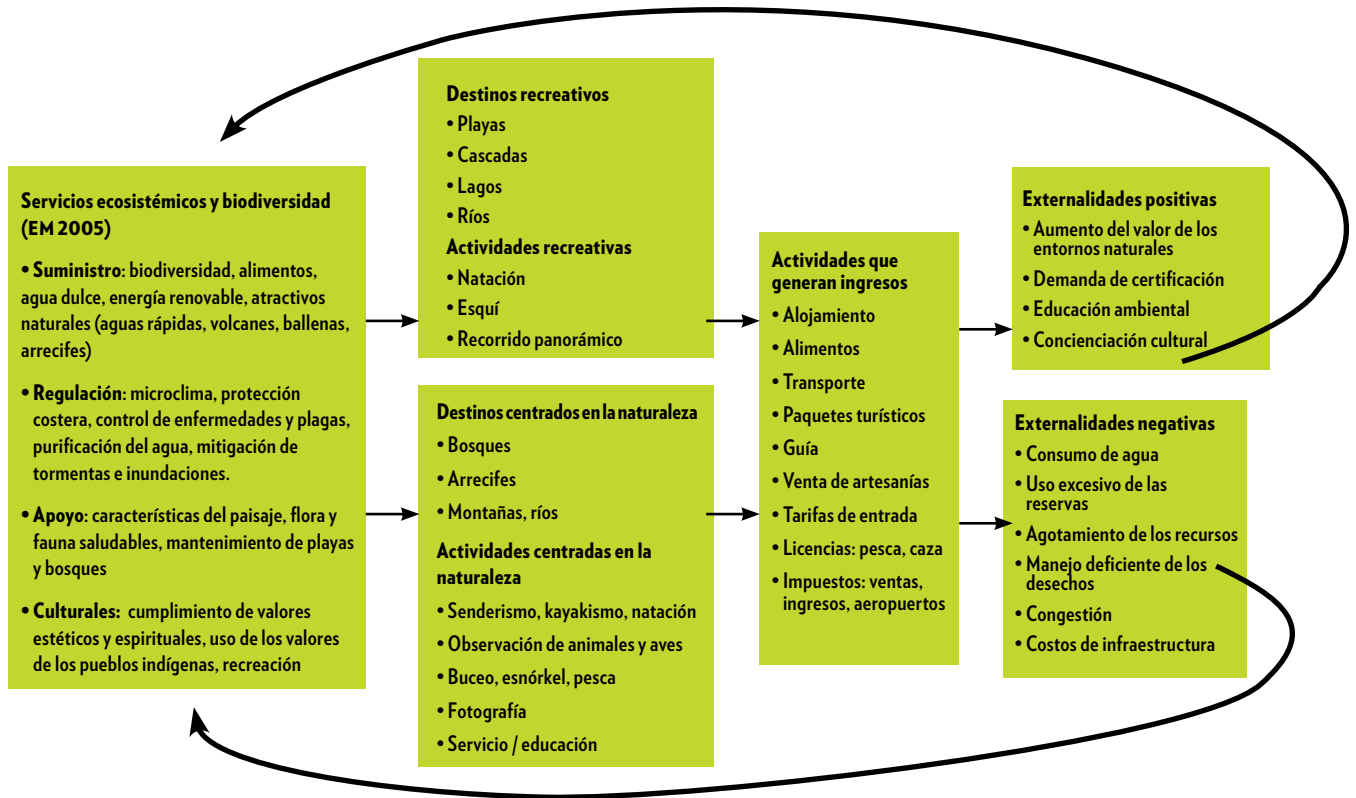 Servicios ecosistémicos y biodiversidad
(EM 2005)
• Suministro: biodiversidad, alimentos,
agua dulce, energía renovable, atractivos
naturales (aguas rápidas, volcanes, ballenas,
arrecifes)
• Regulación: microclima, protección
costera, control de enfermedades y plagas,
purificación del agua, mitigación de
tormentas e inundaciones.
• Apoyo: características del paisaje, flora y
fauna saludables, mantenimiento de playas
y bosques
• Culturales: cumplimiento de valores
estéticos y espirituales, uso de los valores
de los pueblos indígenas, recreación
Destinos recreativos
• Playas
• Cascadas
• Lagos
• Ríos
Actividades recreativas
• Natación
• Esquí
• Recorrido panorámico
Destinos centrados en la naturaleza
• Bosques
• Arrecifes
• Montañas, ríos
Actividades centradas en la
naturaleza
• Senderismo, kayakismo, natación
• Observación de animales y aves
• Buceo, esnórkel, pesca
• Fotografía
• Servicio / educación
Actividades que
generan ingresos
• Alojamiento
• Alimentos
• Transporte
• Paquetes turísticos
• Guía
• Venta de artesanías
• Tarifas de entrada
• Licencias: pesca, caza
• Impuestos: ventas,
ingresos, aeropuertos
Externalidades positivas
• Aumento del valor de los
entornos naturales
• Demanda de certificación
• Educación ambiental
• Concienciación cultural
Externalidades negativas
• Consumo de agua
• Uso excesivo de las
reservas
• Agotamiento de los recursos
• Manejo deficiente de los
desechos
• Congestión
• Costos de infraestructura